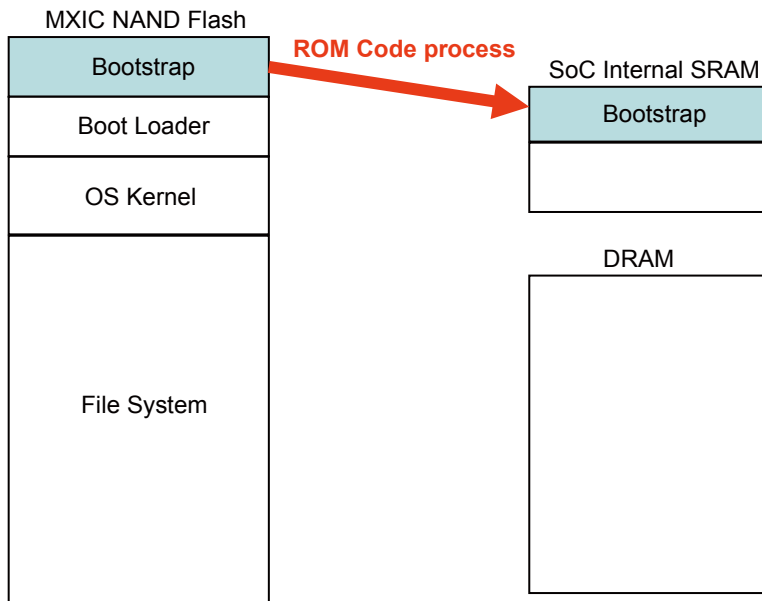 MXIC NAND Flash
Bootstrap
Boot Loader
OS Kernel
File System
ROM Code process
SoC Internal SRAM
Bootstrap
DRAM